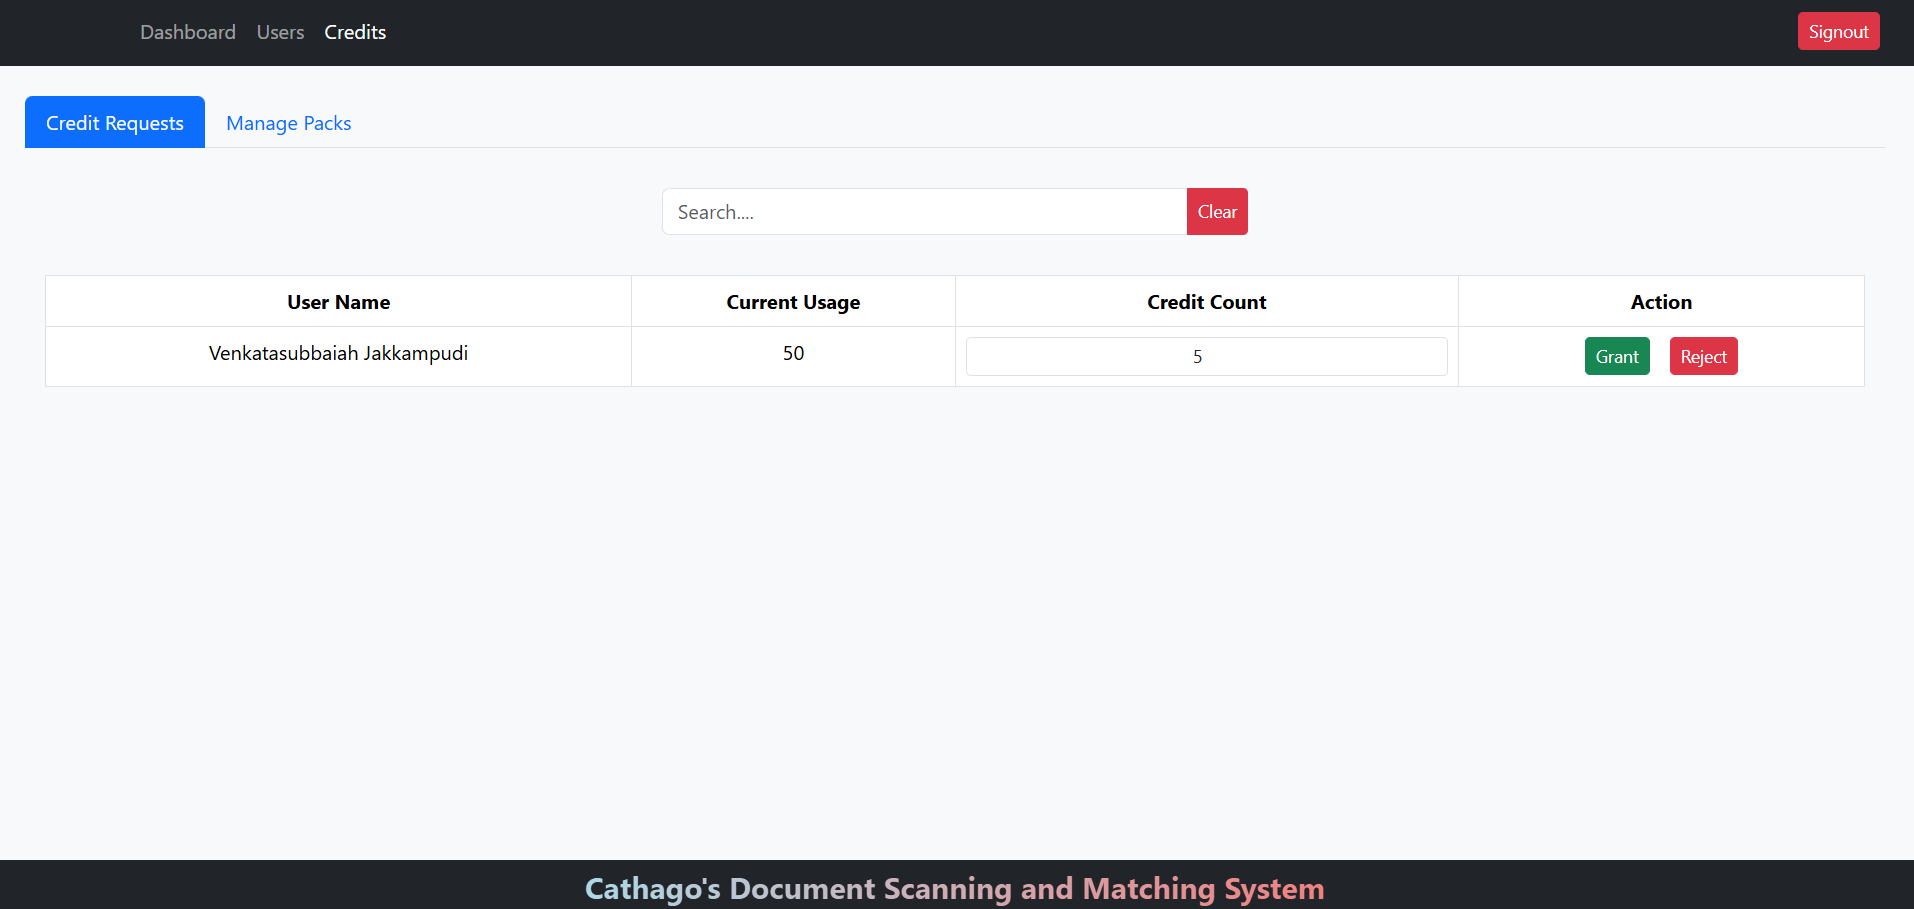 Dashboard Users Credits Signout
Credit Requests Manage Packs
Search.... Clear
User Name Current Usage Credit Count Action
Venkatasubbaiah Jakkampudi 50 5 Grant Reject
Cathago's Document Scanning and Matching System